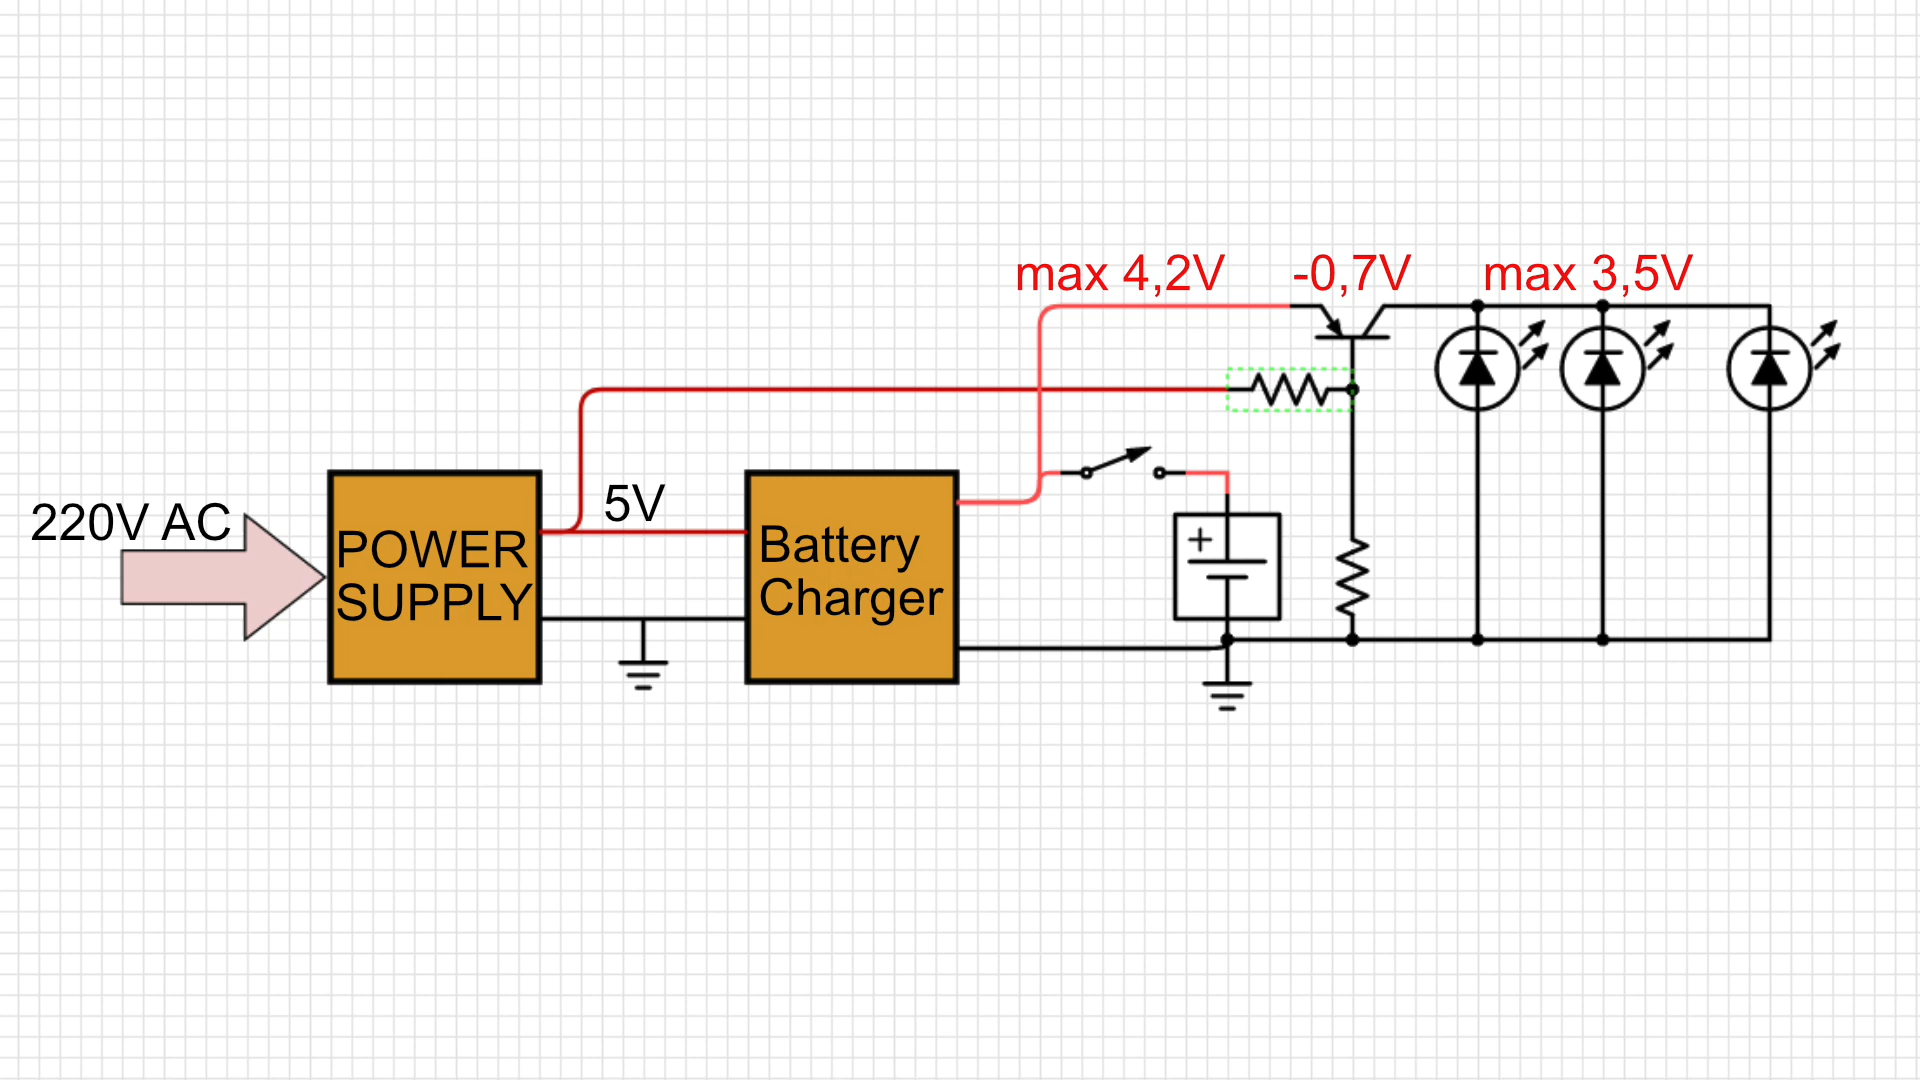 max 4,2V
-0,7V
max 3,5V
220V AC
5V
POWER
SUPPLY
Battery
Charger
+